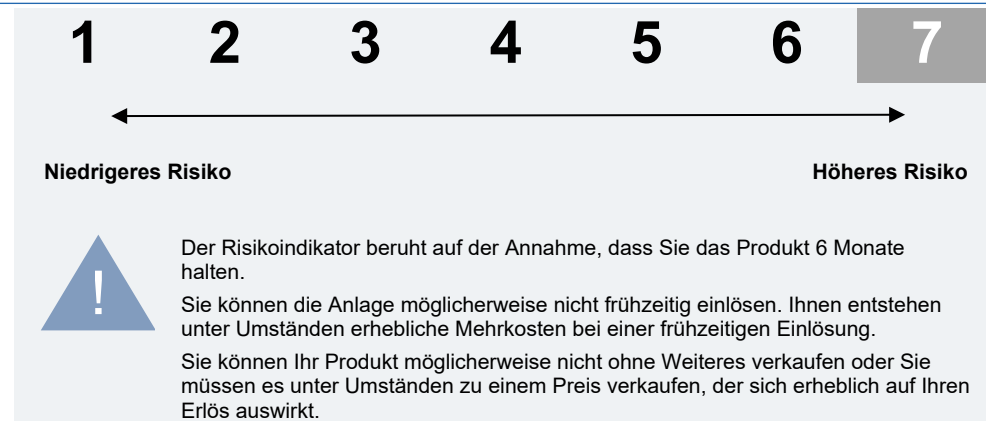 1 2 3 4 5 6 7
Niedrigeres Risiko Höheres Risiko
!
Der Risikoindikator beruht auf der Annahme, dass Sie das Produkt 6 Monate
halten.
Sie können die Anlage möglicherweise nicht frühzeitig einlösen. Ihnen entstehen
unter Umständen erhebliche Mehrkosten bei einer frühzeitigen Einlösung.
Sie können Ihr Produkt möglicherweise nicht ohne Weiteres verkaufen oder Sie
müssen es unter Umständen zu einem Preis verkaufen, der sich erheblich auf Ihren
Erlös auswirkt.